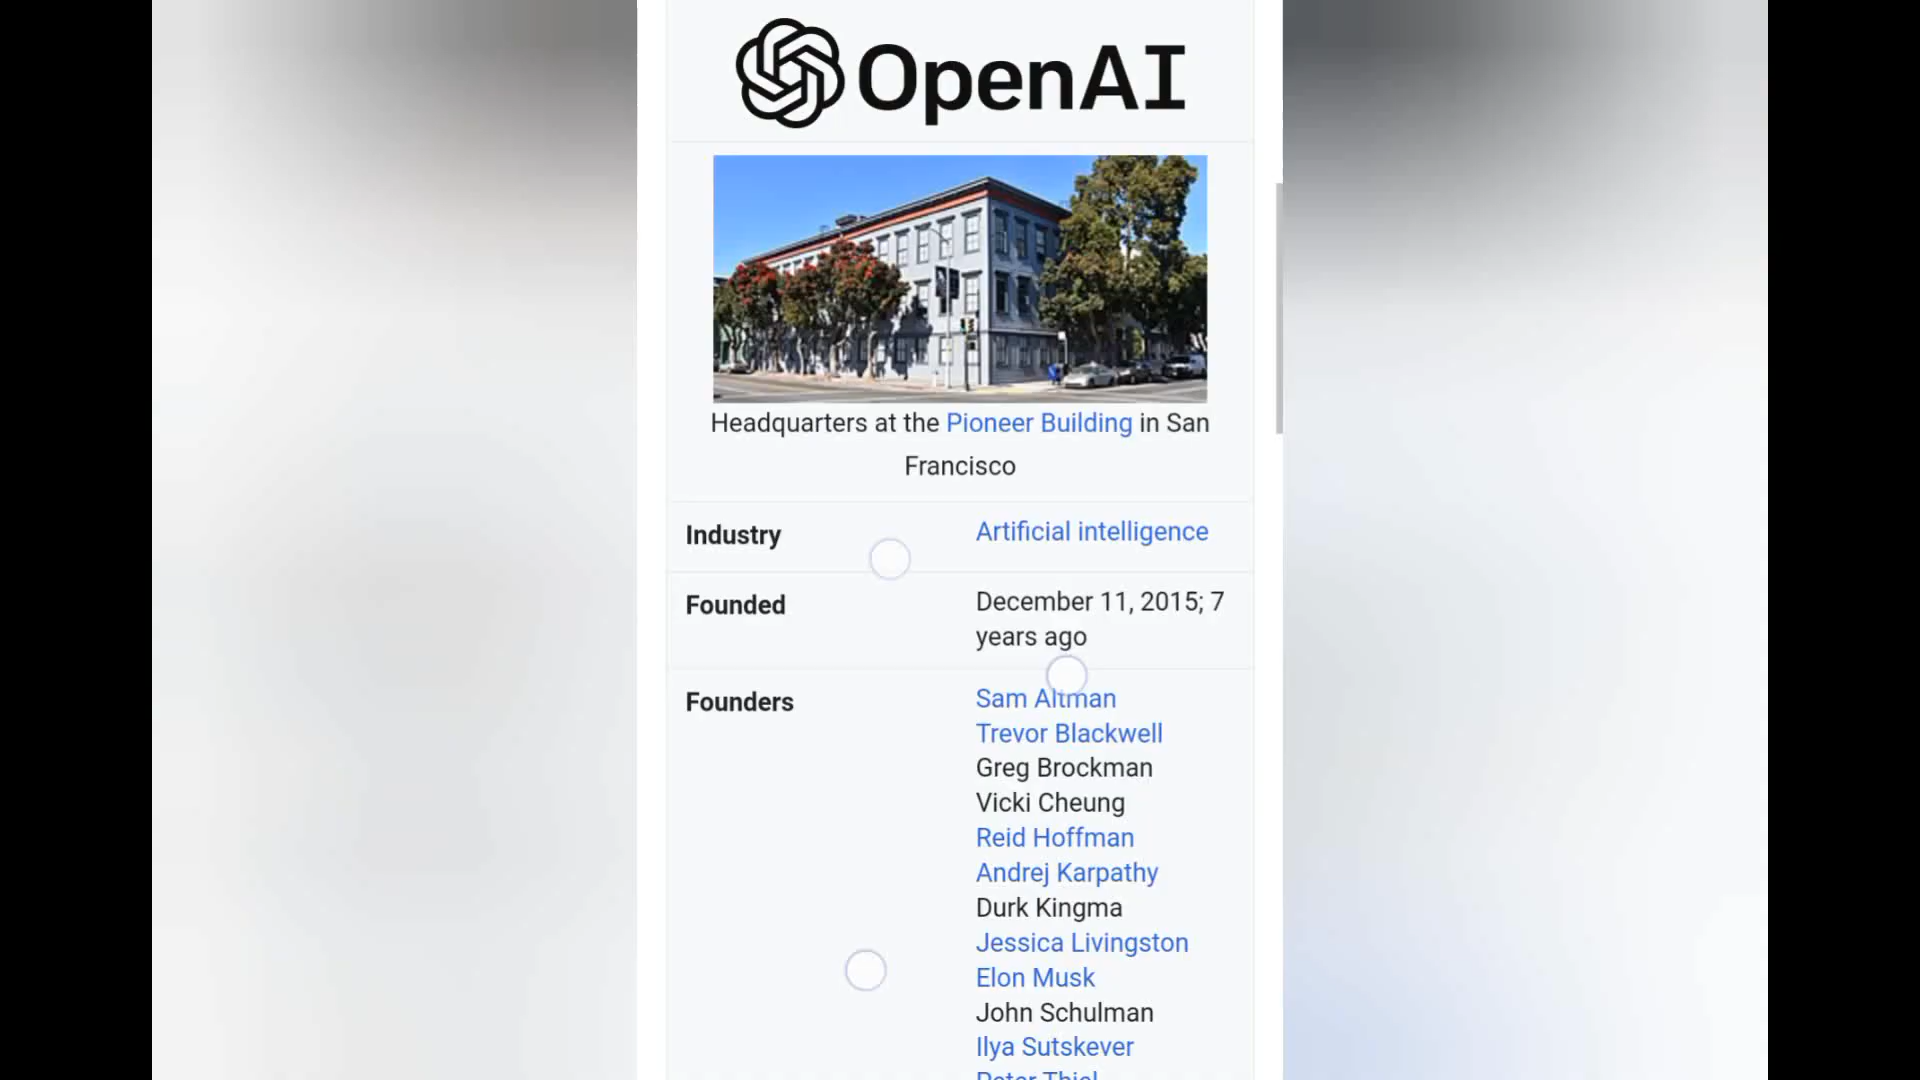 OpenAI
Headquarters at the Pioneer Building in San
Francisco
Industry
Artificial intelligence
Founded
December 11, 2015; 7
years ago
Founders
Sam Altman
Trevor Blackwell
Greg Brockman
Vicki Cheung
Reid Hoffman
Andrej Karpathy
Durk Kingma
Jessica Livingston
Elon Musk
John Schulman
Ilya Sutskever
Peter Thiel